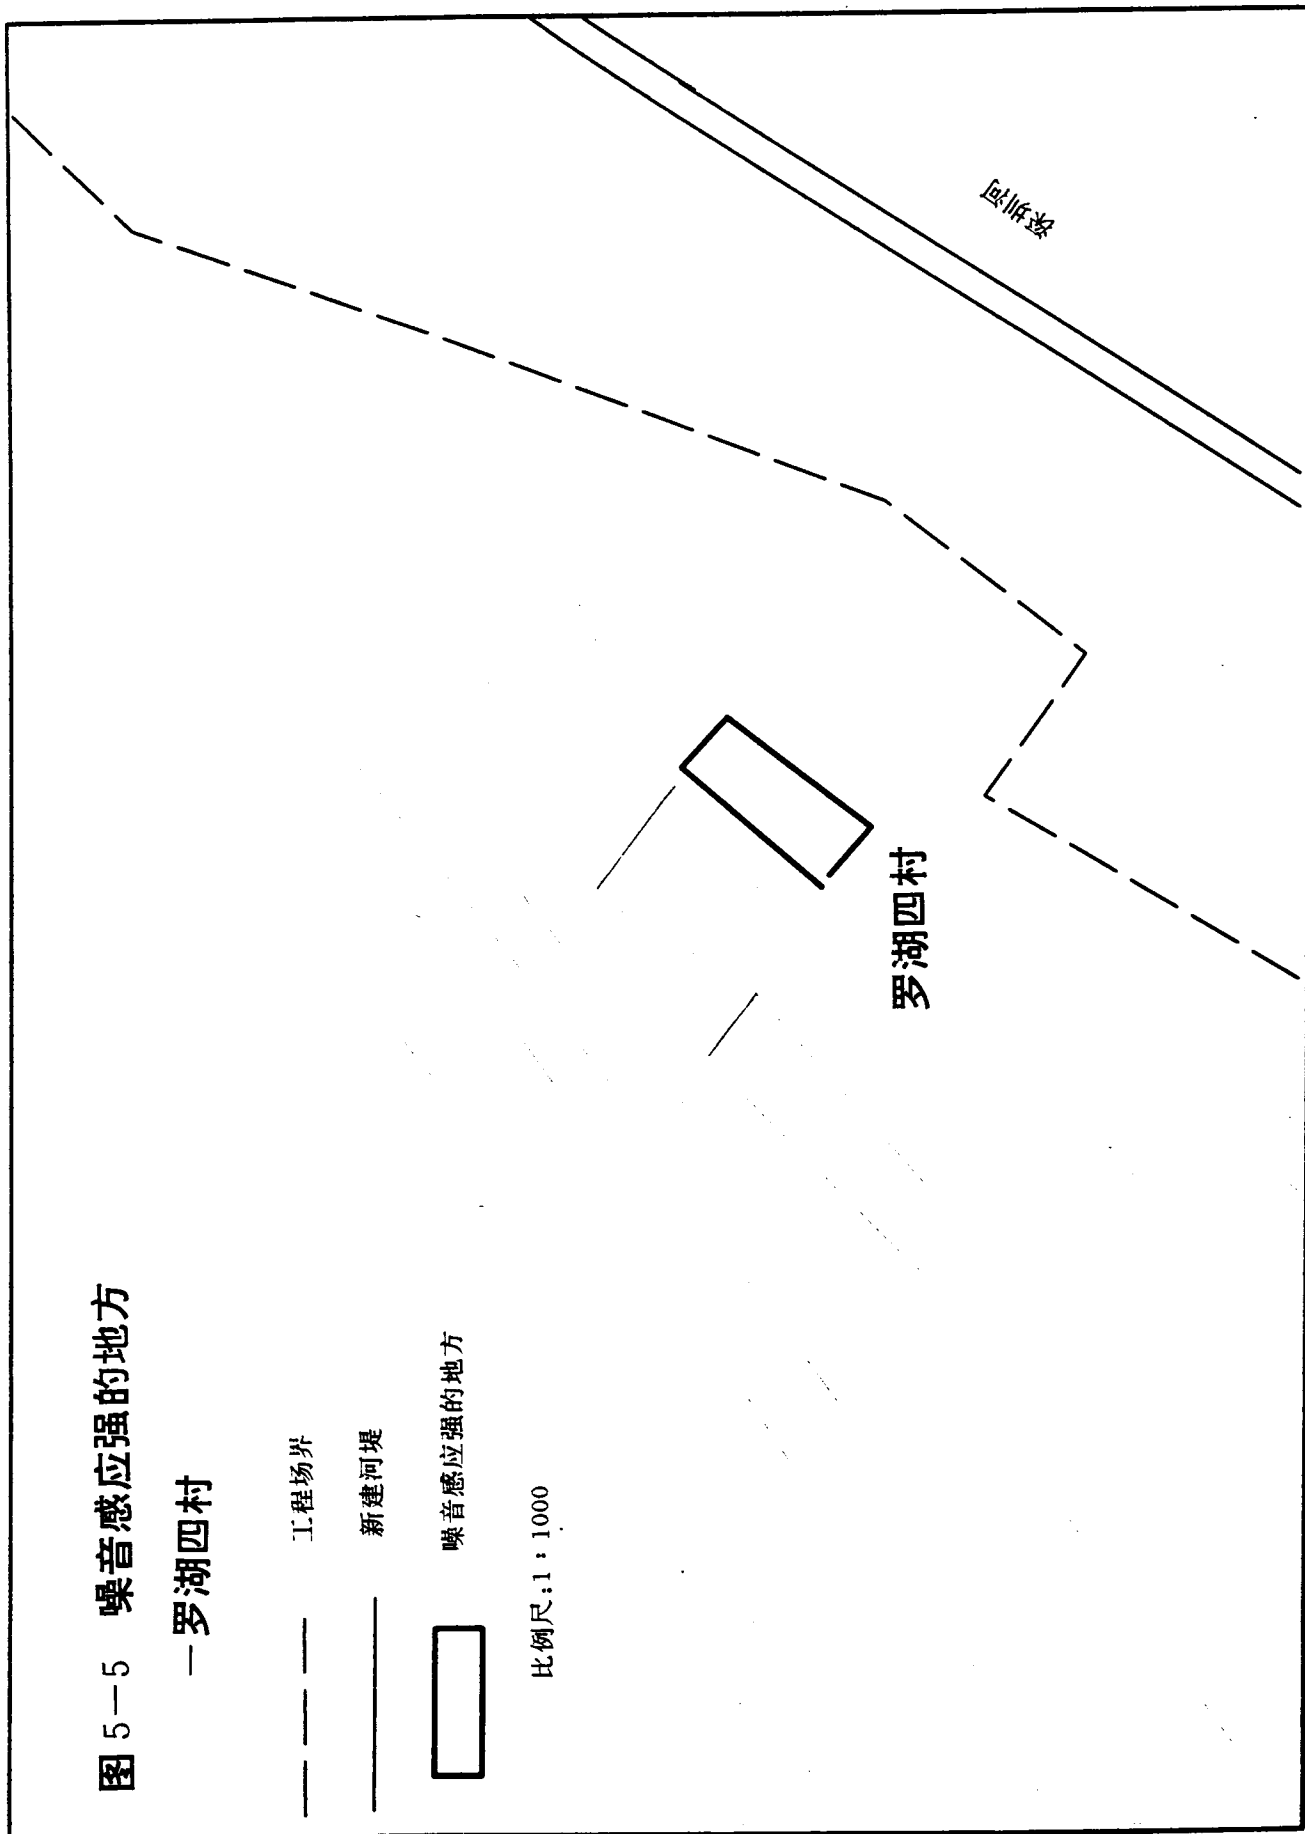 图 5—5 噪音感应强的地方
—罗湖四村
工程场界
新建河堤
噪音感应强的地方
比例尺:1:1000
罗湖四村
深圳河